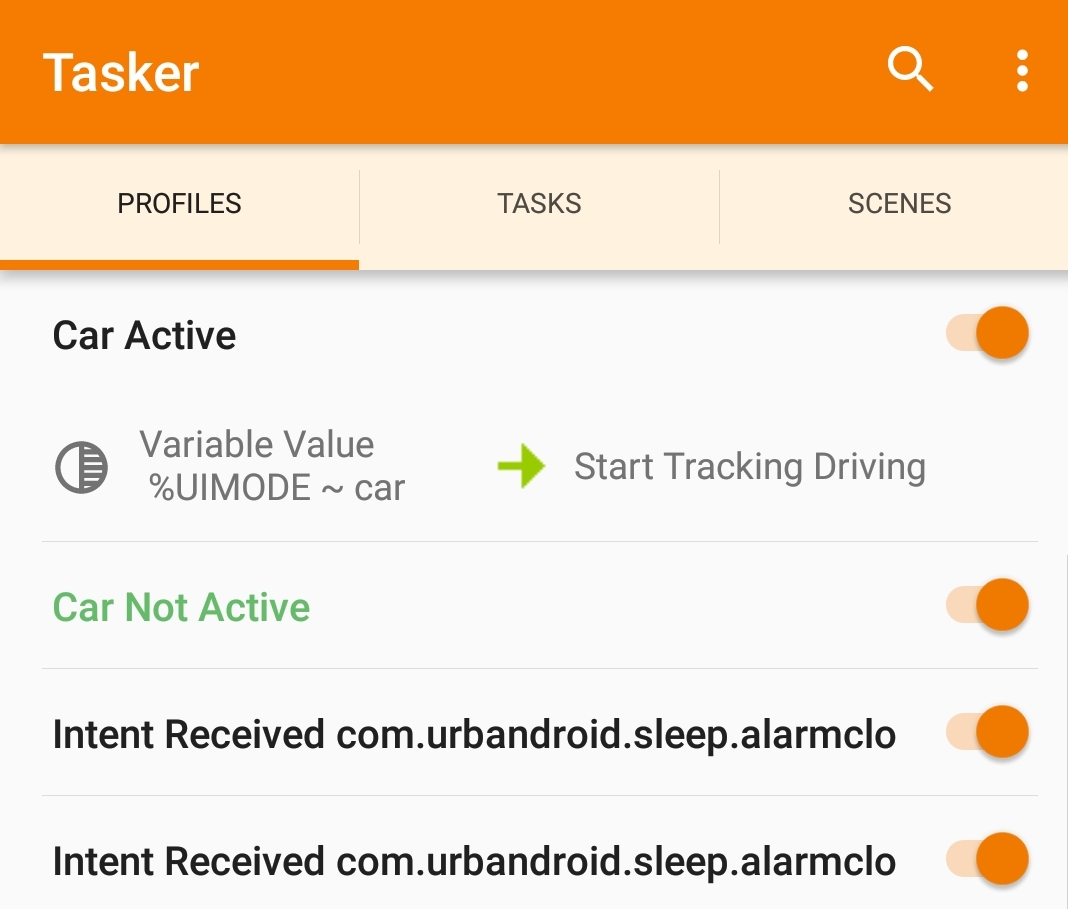 Tasker
PROFILES
TASKS
SCENES
Car Active
Variable Value
%UIMODE ~ car
Start Tracking Driving
Car Not Active
Intent Received com.urbandroid.sleep.alarmclo
Intent Received com.urbandroid.sleep.alarmclo